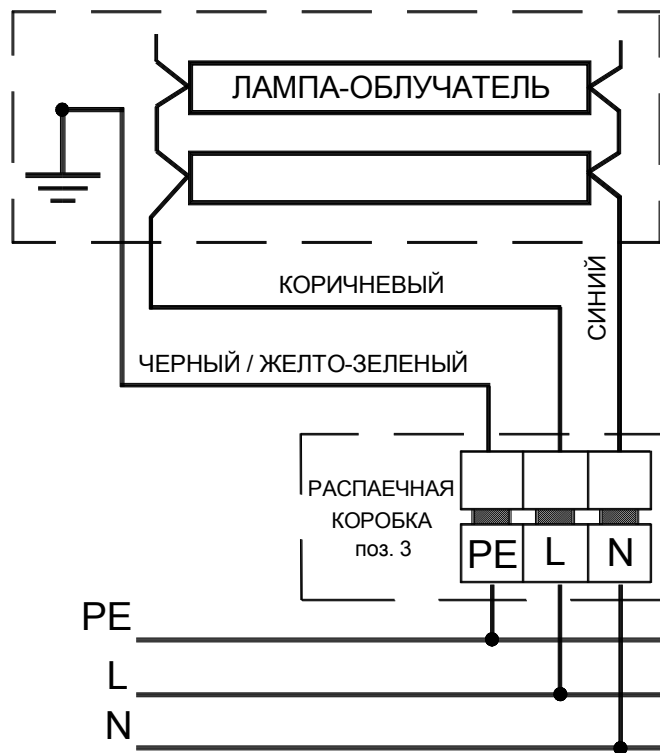 ЛАМПА-ОБЛУЧАТЕЛЬ
КОРИЧНЕВЫЙ
СИНИЙ
ЧЕРНЫЙ / ЖЕЛТО-ЗЕЛЕНЫЙ
РАСПАЕЧНАЯ
КОРОБКА
поз. 3
PE L N
PE
L
N